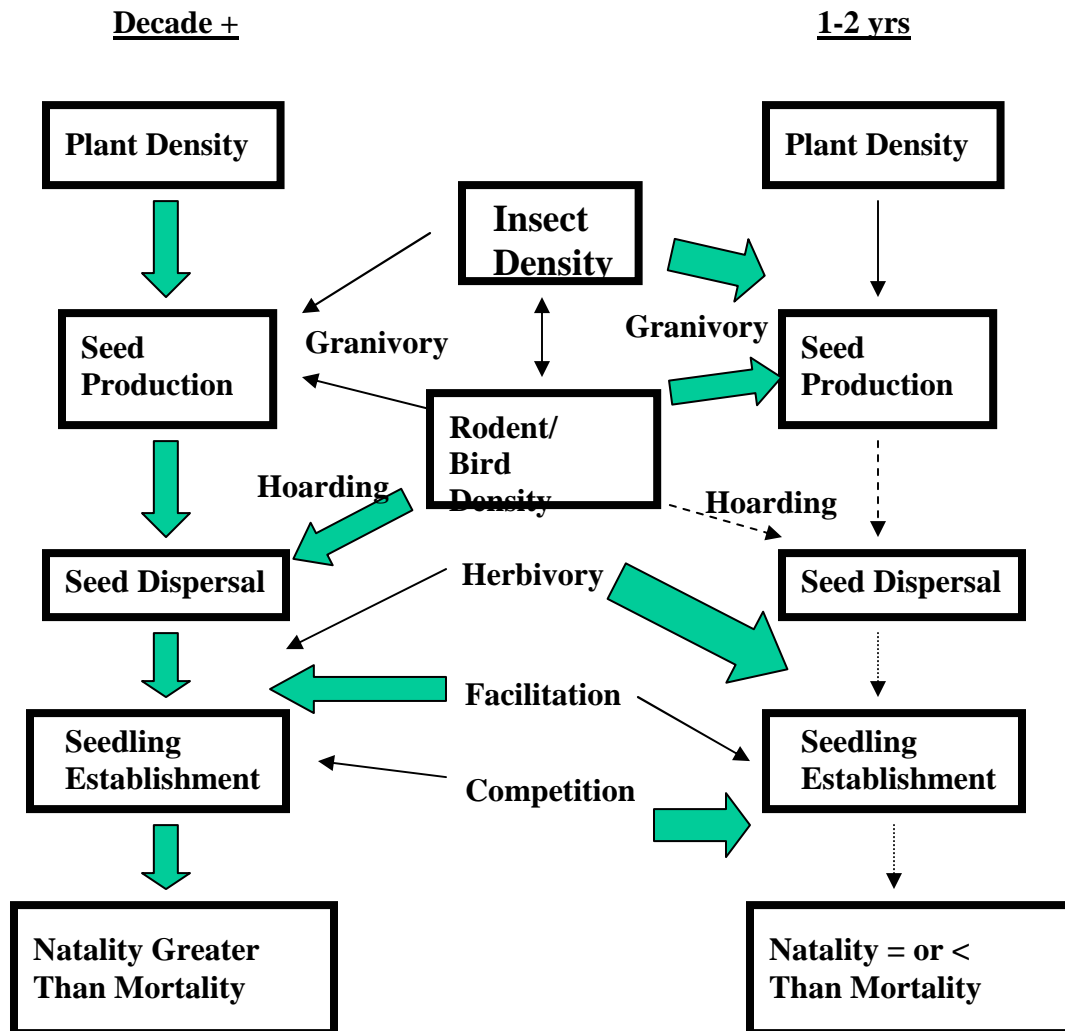 Decade +
1-2 yrs
Plant Density
Plant Density
Insect
Density
Granivory
Granivory
Seed
Production
Seed
Production
Rodent/
Bird
Density
Hoarding
Hoarding
Seed Dispersal
Herbivory
Seed Dispersal
Facilitation
Seedling
Establishment
Seedling
Establishment
Competition
Natality Greater
Than Mortality
Natality = or <
Than Mortality